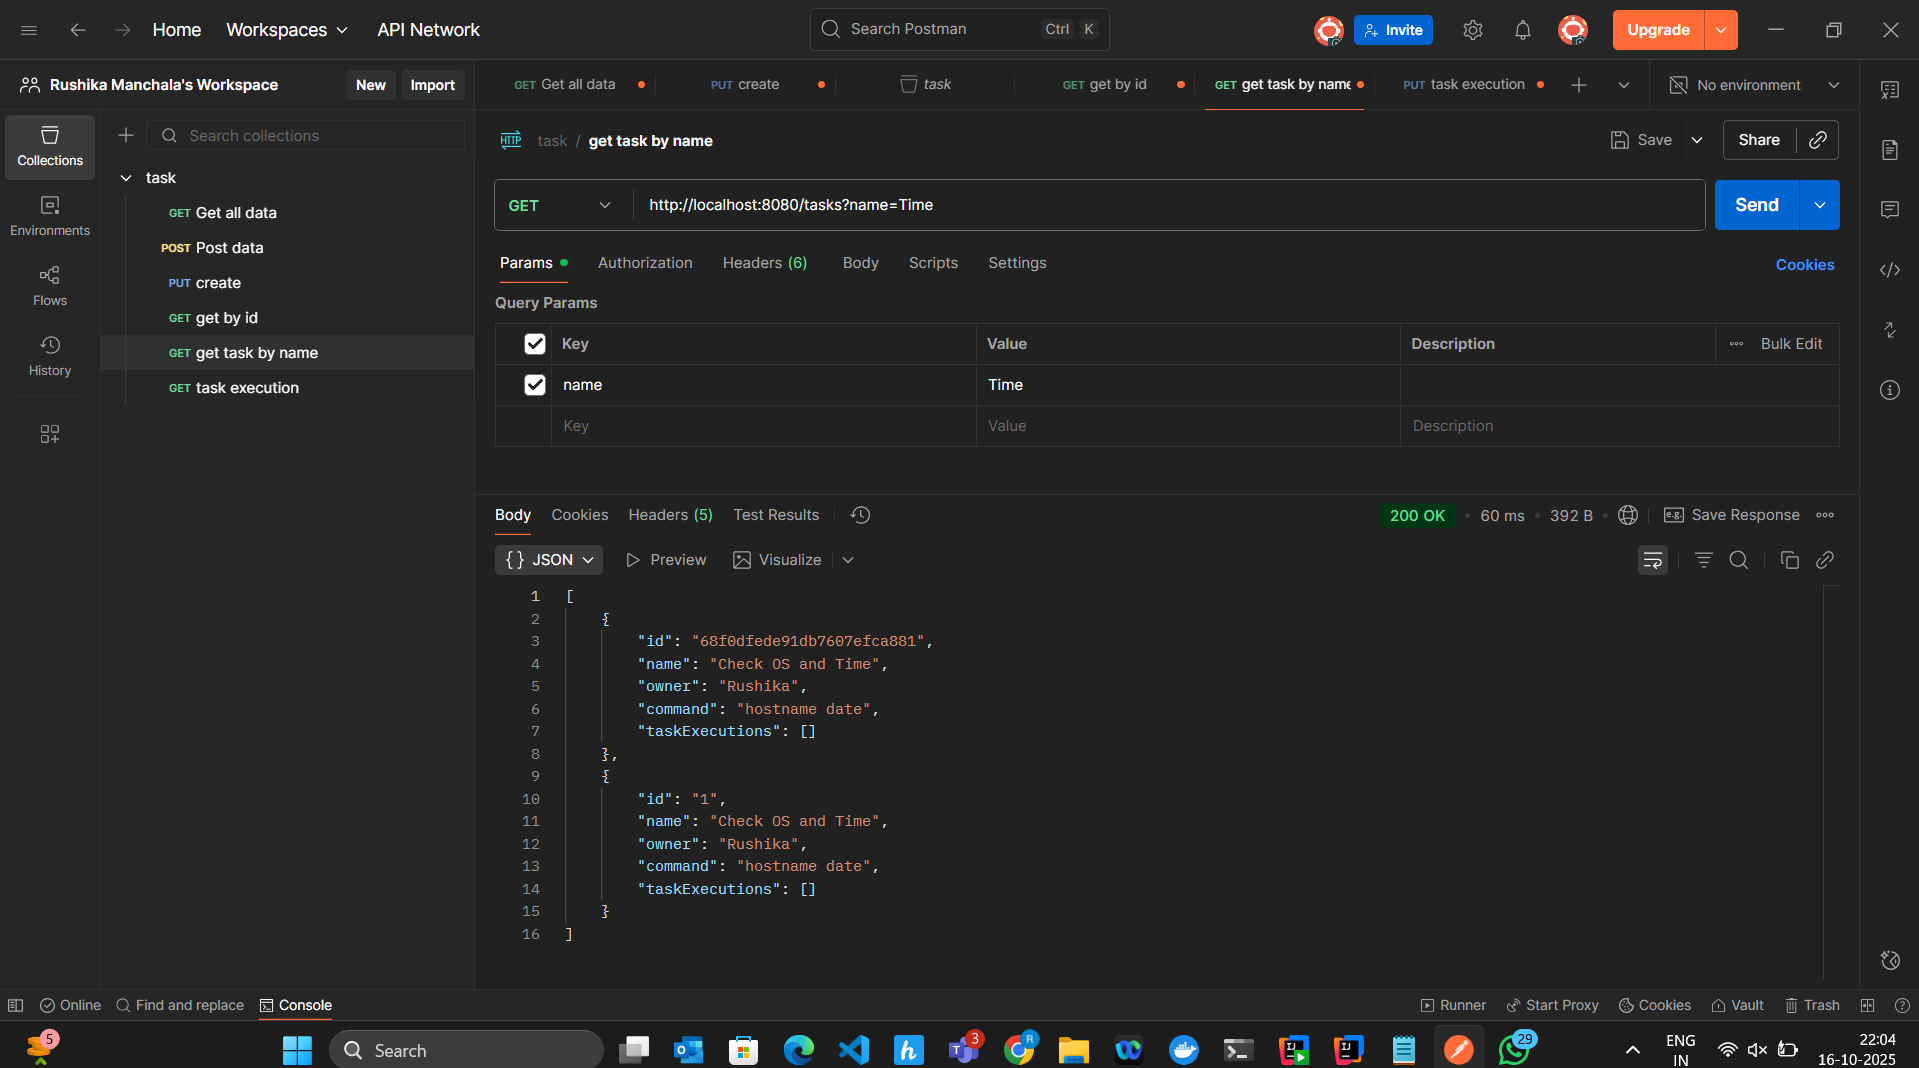 Home Workspaces API Network Search Postman Ctrl K Invite Upgrade
Rushika Manchala's Workspace New Import GET Get all data PUT create task GET get by id GET get task by name PUT task execution No environment
Collections
Environments
Flows
History
Search collections
task
GET Get all data
POST Post data
PUT create
GET get by id
GET get task by name
GET task execution
HTTP task / get task by name Save Share
GET http://localhost:8080/tasks?name=Time Send
Params Authorization Headers (6) Body Scripts Settings Cookies
Query Params
Key Value Description Bulk Edit
name Time
Key Value Description
Body Cookies Headers (5) Test Results 200 OK • 60 ms • 392 B • e.g. Save Response
{} JSON Preview Visualize
1 [
2 {
3 "id": "68f0dfede91db7607efca881",
4 "name": "Check OS and Time",
5 "owner": "Rushika",
6 "command": "hostname date",
7 "taskExecutions": []
8 },
9 {
10 "id": "1",
11 "name": "Check OS and Time",
12 "owner": "Rushika",
13 "command": "hostname date",
14 "taskExecutions": []
15 }
16 ]
Online Find and replace Console Runner Start Proxy Cookies Vault Trash
5 Search 3 R 29 ENG 22:04
IN 16-10-2025